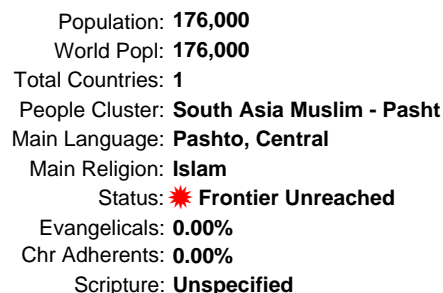 Population: 176,000
World Popl: 176,000
Total Countries: 1
People Cluster: South Asia Muslim - Pasht
Main Language: Pashto, Central
Main Religion: Islam
Status: Frontier Unreached
Evangelicals: 0.00%
Chr Adherents: 0.00%
Scripture: Unspecified